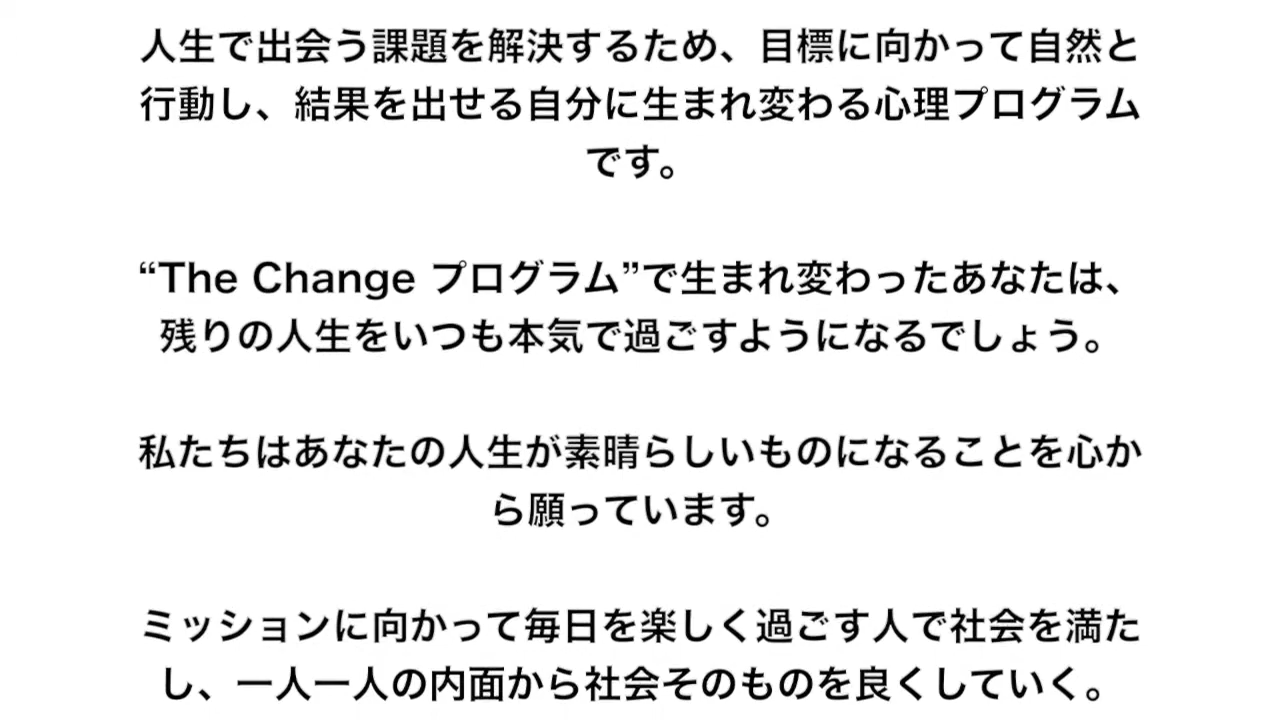 人生で出会う課題を解決するため、目標に向かって自然と
行動し、結果を出せる自分に生まれ変わる心理プログラム
です。
“The Change プログラム”で生まれ変わったあなたは、
残りの人生をいつも本気で過ごすようになるでしょう。
私たちはあなたの人生が素晴らしいものになることを心か
ら願っています。
ミッションに向かって毎日を楽しく過ごす人で社会を満た
し、一人一人の内面から社会そのものを良くしていく。